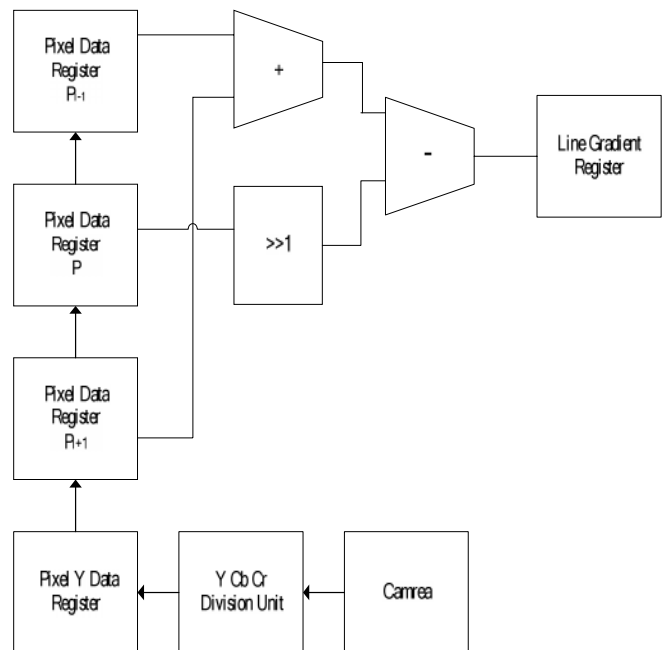 Pixel Data
Register
Pi-1
+
-
Line Gradient
Register
Pixel Data
Register
P
>>1
Pixel Data
Register
Pi+1
Pixel Y Data
Register
Y Cb Cr
Division Unit
Camrea